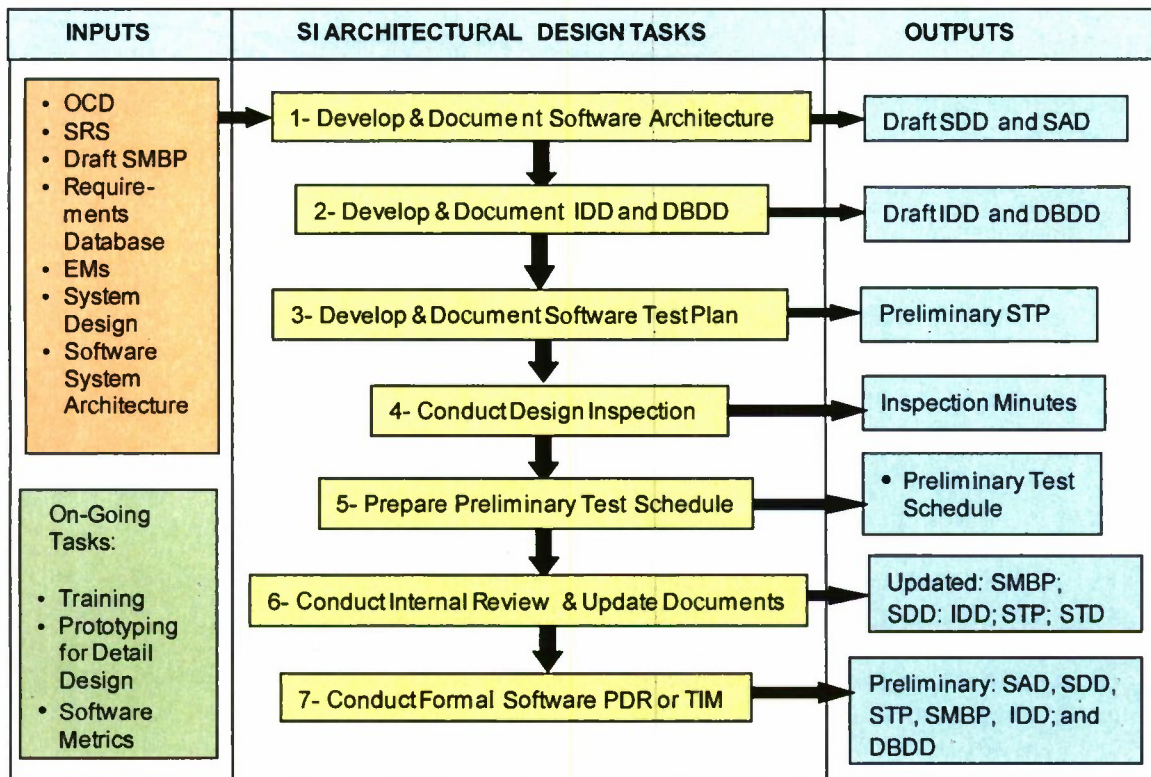 INPUTS
SI ARCHITECTURAL DESIGN TASKS
OUTPUTS
• OCD
• SRS
• Draft SMBP
• Require-
ments
Database
• EMs
• System
Design
• Software
System
Architecture
On-Going
Tasks:
• Training
• Prototyping
for Detail
Design
• Software
Metrics
1- Develop & Document Software Architecture
2- Develop & Document IDD and DBDD
3- Develop & Document Software Test Plan
4- Conduct Design Inspection
5- Prepare Preliminary Test Schedule
6- Conduct Internal Review & Update Documents
7- Conduct Formal Software PDR or TIM
Draft SDD and SAD
Draft IDD and DBDD
Preliminary STP
Inspection Minutes
• Preliminary Test
Schedule
Updated: SMBP;
SDD: IDD; STP; STD
Preliminary: SAD, SDD,
STP, SMBP, IDD; and
DBDD